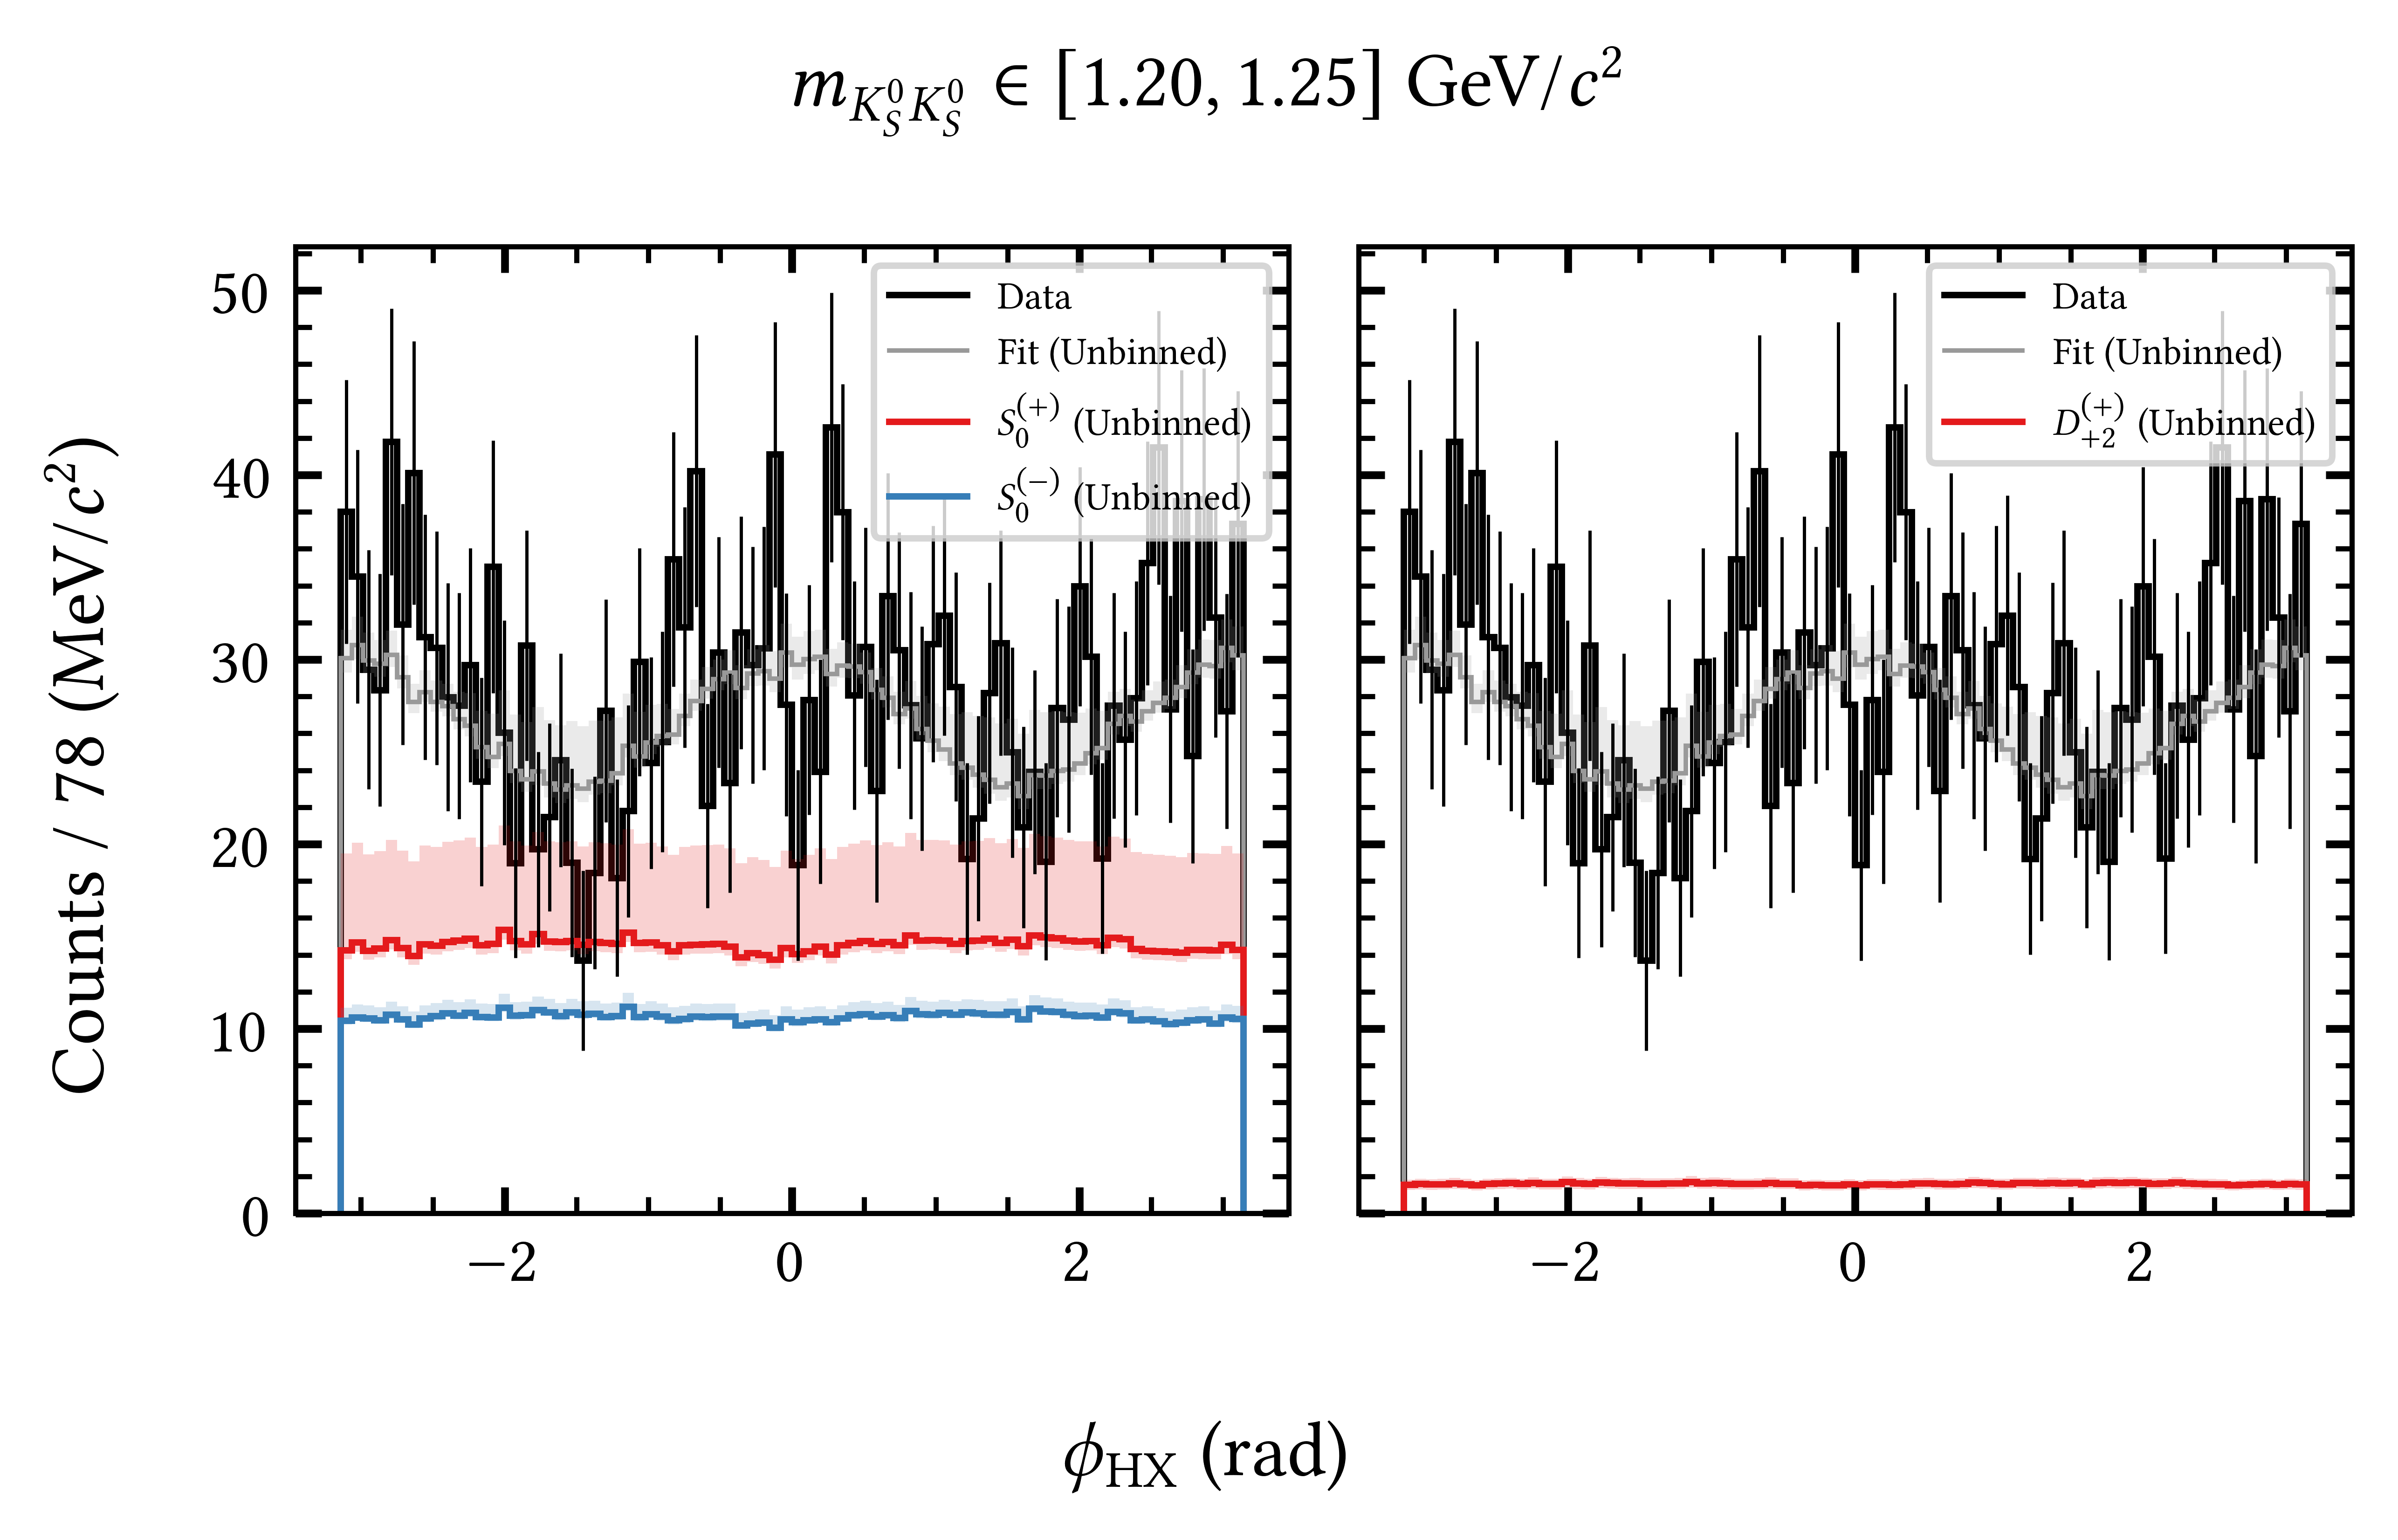 m_{K_S^0 K_S^0} ∈ [1.20, 1.25] GeV/c²
Counts / 78 (MeV/c²)
50
40
30
20
10
0
Data
Fit (Unbinned)
S_0^{(+)} (Unbinned)
S_0^{(−)} (Unbinned)
−2
0
2
Data
Fit (Unbinned)
D_{+2}^{(+)} (Unbinned)
−2
0
2
ϕ_{HX} (rad)